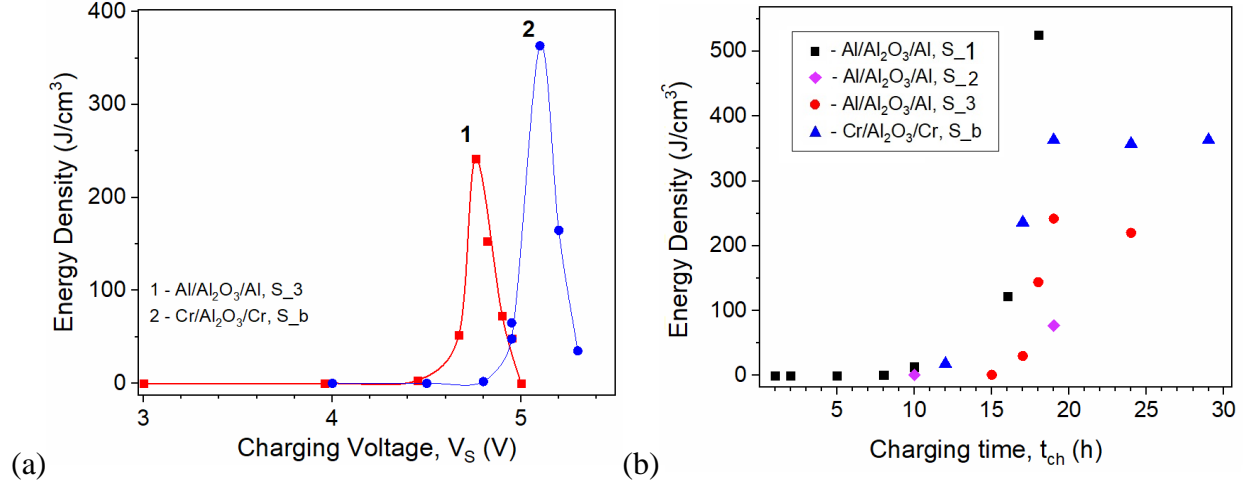 400
300
200
100
0
Energy Density (J/cm³)
2
1
1 - Al/Al₂O₃/Al, S_3
2 - Cr/Al₂O₃/Cr, S_b
3 4 5
Charging Voltage, V_S (V)
(a)
500
400
300
200
100
0
Energy Density (J/cm³)
- Al/Al₂O₃/Al, S_1
- Al/Al₂O₃/Al, S_2
- Al/Al₂O₃/Al, S_3
- Cr/Al₂O₃/Cr, S_b
5 10 15 19 25 30
Charging time, t_ch (h)
(b)